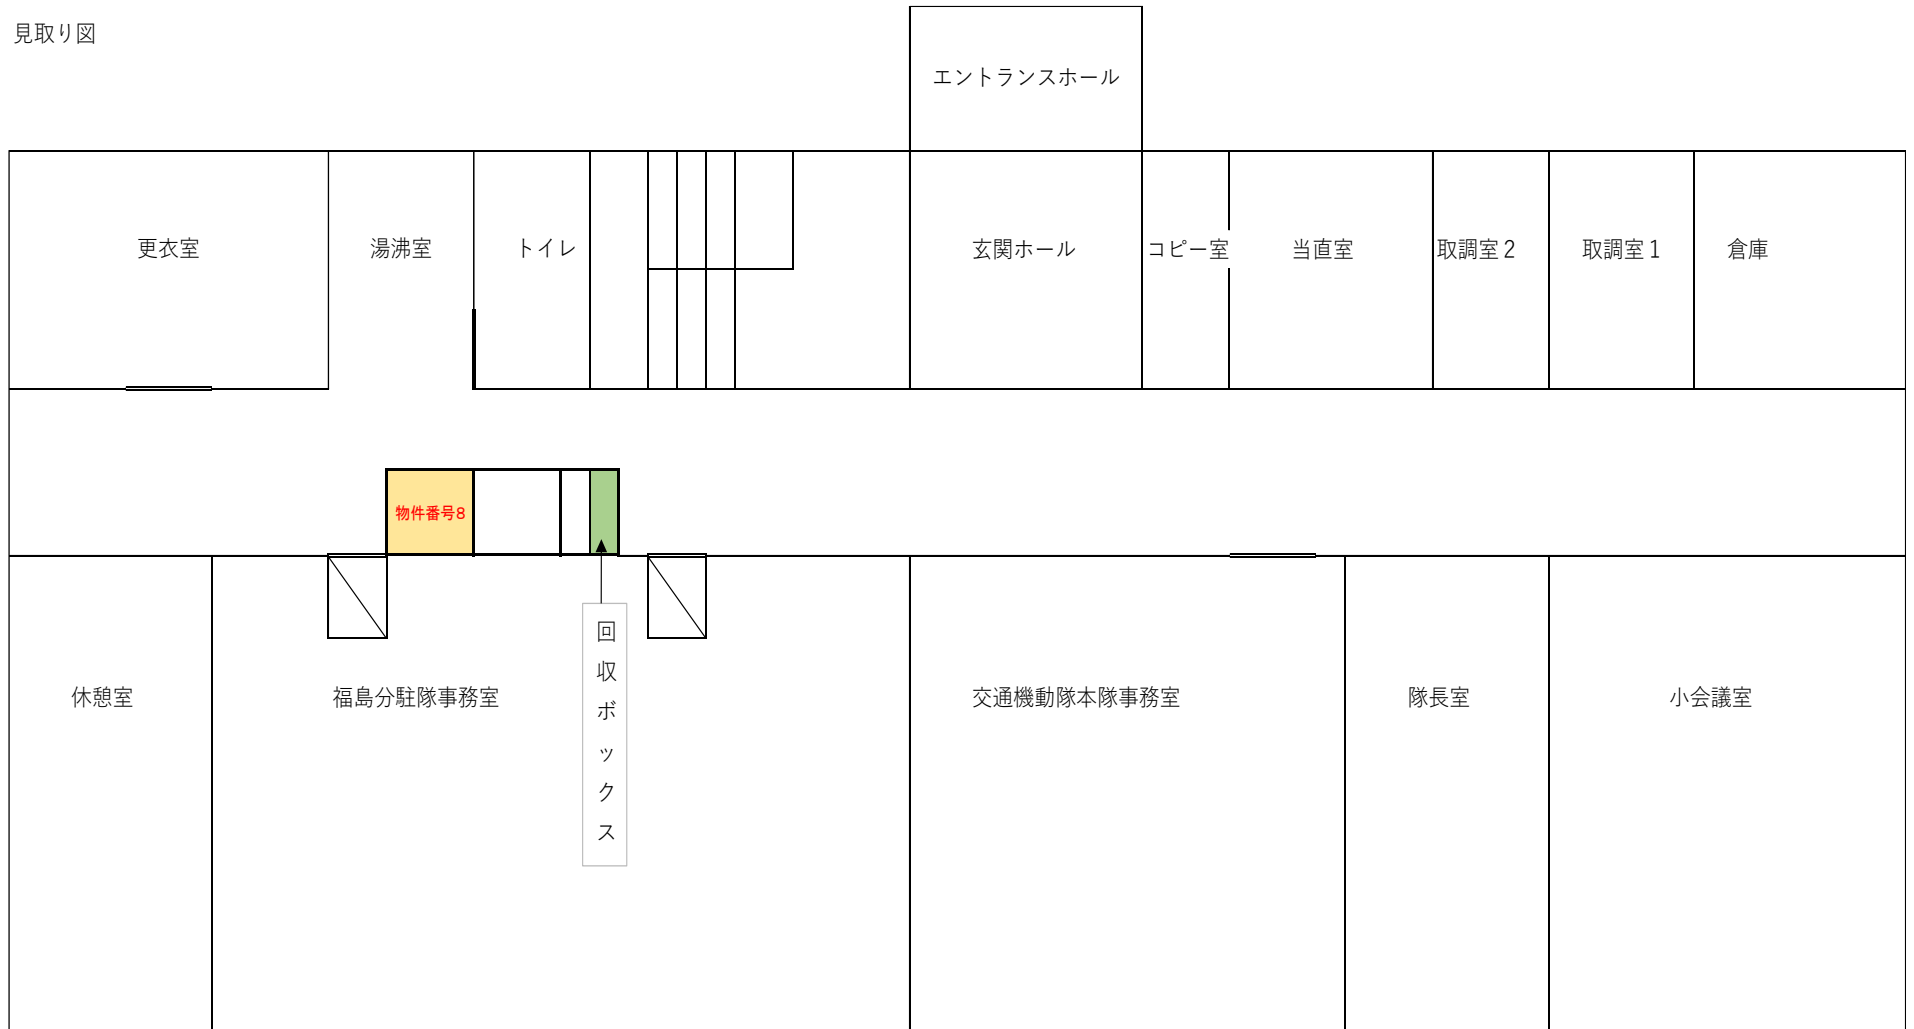 見取り図
エントランスホール
更衣室
湯沸室
トイレ
玄関ホール
コピー室
当直室
取調室2
取調室1
倉庫
物件番号8
回収ボックス
休憩室
福島分駐隊事務室
交通機動隊本隊事務室
隊長室
小会議室